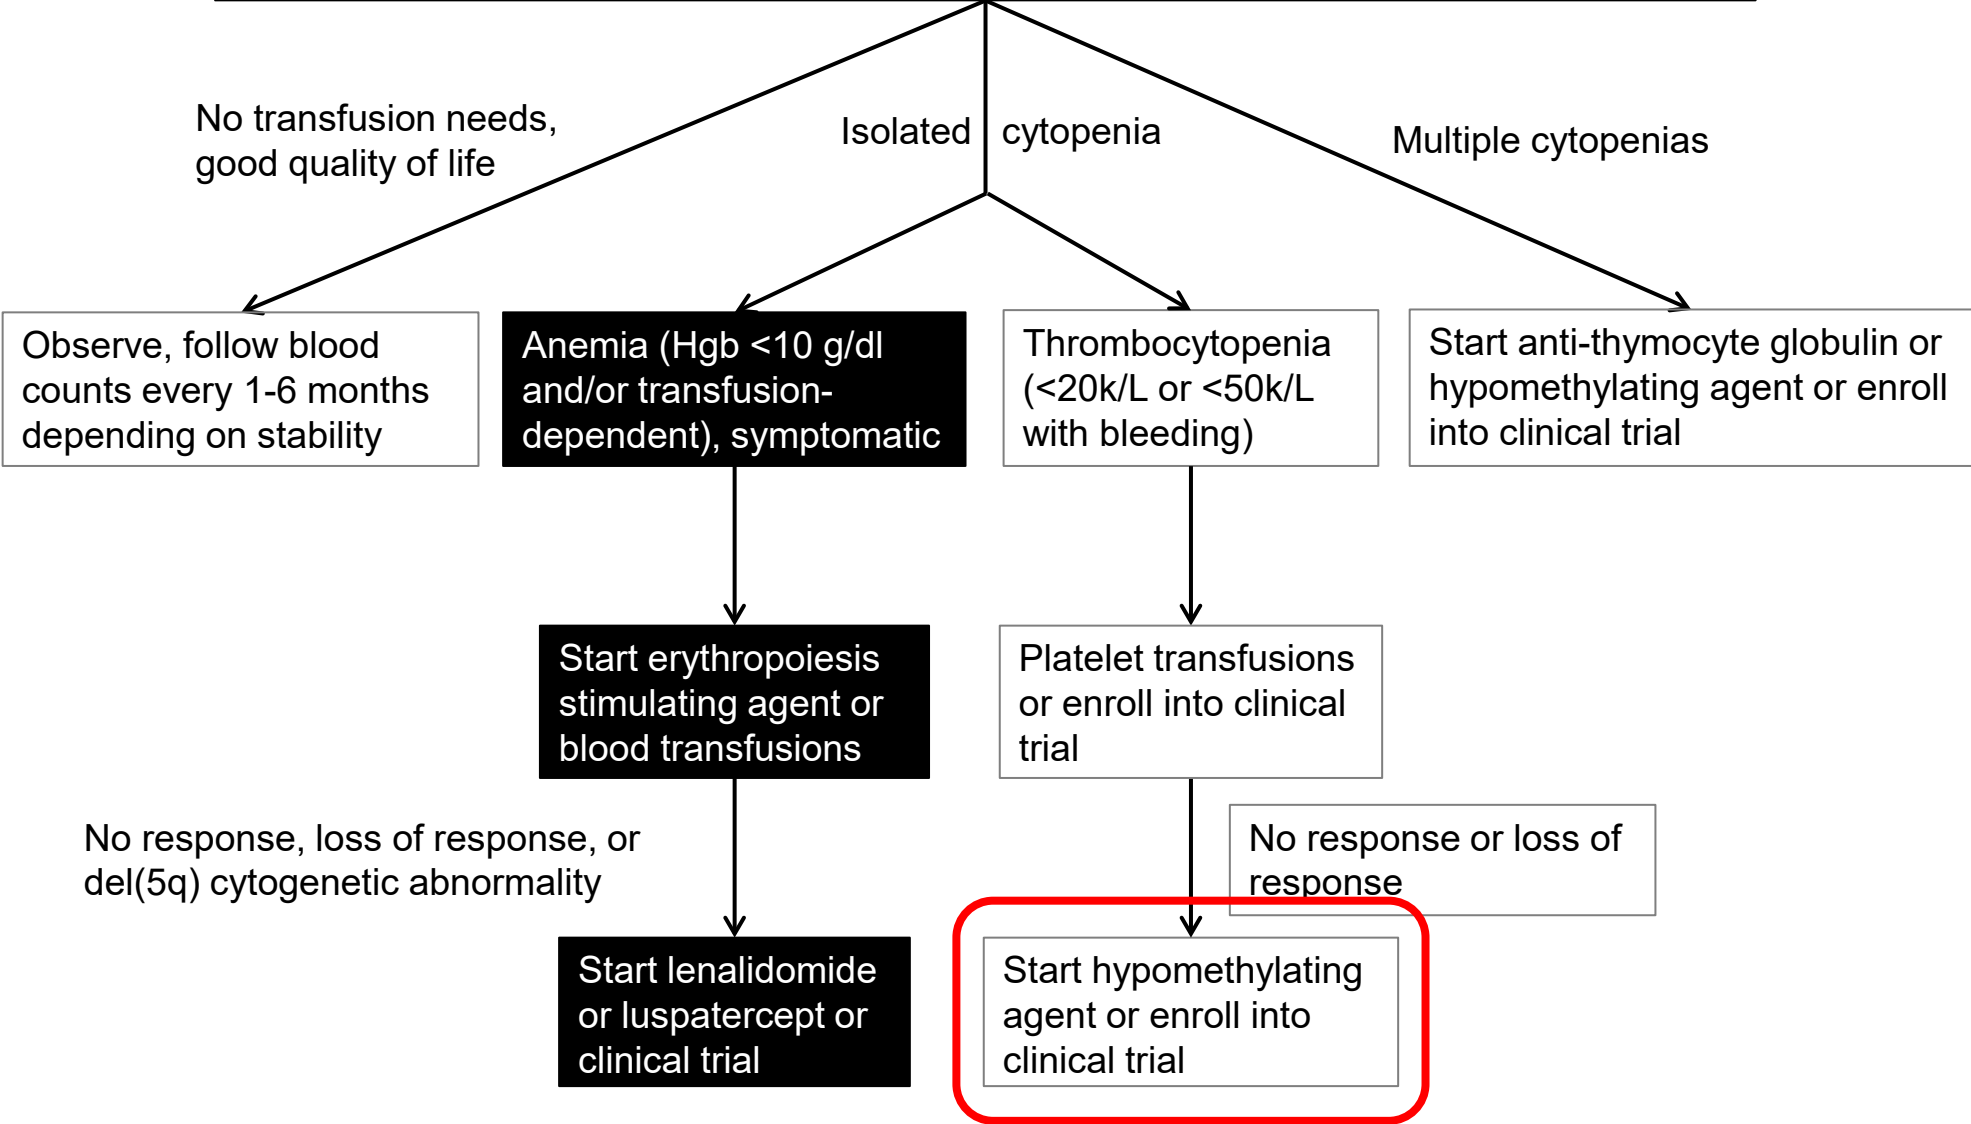 No transfusion needs,
good quality of life
Isolated cytopenia
Multiple cytopenias
Observe, follow blood
counts every 1-6 months
depending on stability
Anemia (Hgb <10 g/dl
and/or transfusion-
dependent), symptomatic
Thrombocytopenia
(<20k/L or <50k/L
with bleeding)
Start anti-thymocyte globulin or
hypomethylating agent or enroll
into clinical trial
Start erythropoiesis
stimulating agent or
blood transfusions
Platelet transfusions
or enroll into clinical
trial
No response, loss of response, or
del(5q) cytogenetic abnormality
No response or loss of
response
Start lenalidomide
or luspatercept or
clinical trial
Start hypomethylating
agent or enroll into
clinical trial